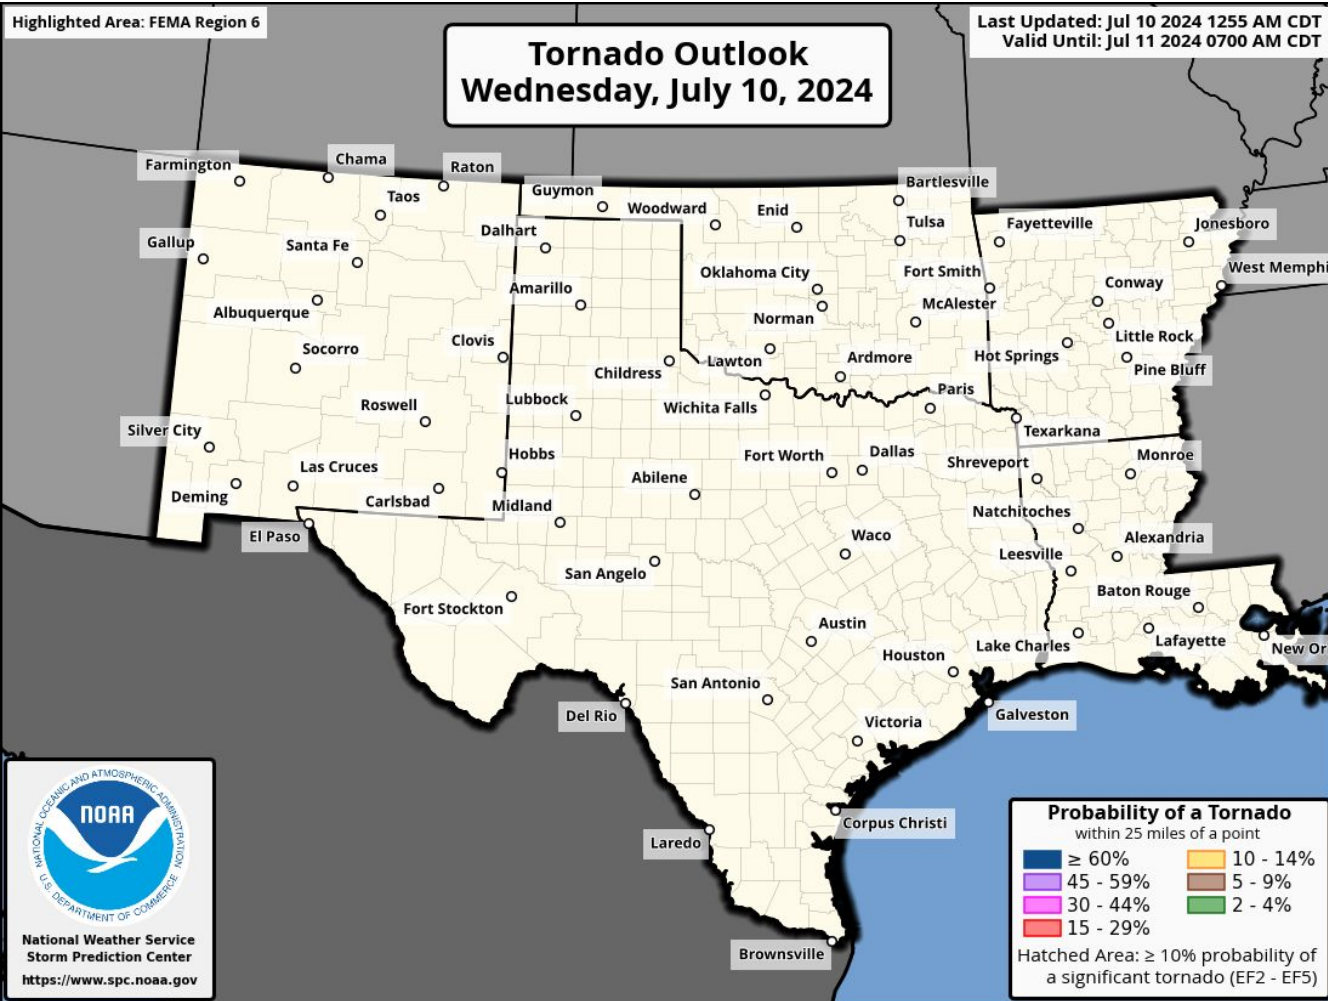 Highlighted Area: FEMA Region 6
Last Updated: Jul 10 2024 1255 AM CDT
Valid Until: Jul 11 2024 0700 AM CDT
Tornado Outlook
Wednesday, July 10, 2024
Farmington
Chama
Raton
Taos
Guymon
Woodward
Enid
Bartlesville
Tulsa
Fayetteville
Jonesboro
Gallup
Santa Fe
Dalhart
Oklahoma City
Fort Smith
West Memphi
Conway
Amarillo
McAlester
Albuquerque
Norman
Little Rock
Socorro
Clovis
Childress
Lawton
Ardmore
Hot Springs
Pine Bluff
Roswell
Lubbock
Wichita Falls
Paris
Silver City
Texarkana
Las Cruces
Hobbs
Abilene
Fort Worth
Dallas
Shreveport
Monroe
Deming
Carlsbad
Midland
Natchitoches
El Paso
Waco
Leesville
Alexandria
San Angelo
Baton Rouge
Fort Stockton
Austin
Lake Charles
Lafayette
New Or
Houston
San Antonio
Del Rio
Victoria
Galveston
Corpus Christi
Laredo
Brownsville
NATIONAL OCEANIC AND ATMOSPHERIC ADMINISTRATION
NOAA
U.S. DEPARTMENT OF COMMERCE
National Weather Service
Storm Prediction Center
https://www.spc.noaa.gov
Probability of a Tornado
within 25 miles of a point
≥ 60%
10 - 14%
45 - 59%
5 - 9%
30 - 44%
2 - 4%
15 - 29%
Hatched Area: ≥ 10% probability of
a significant tornado (EF2 - EF5)